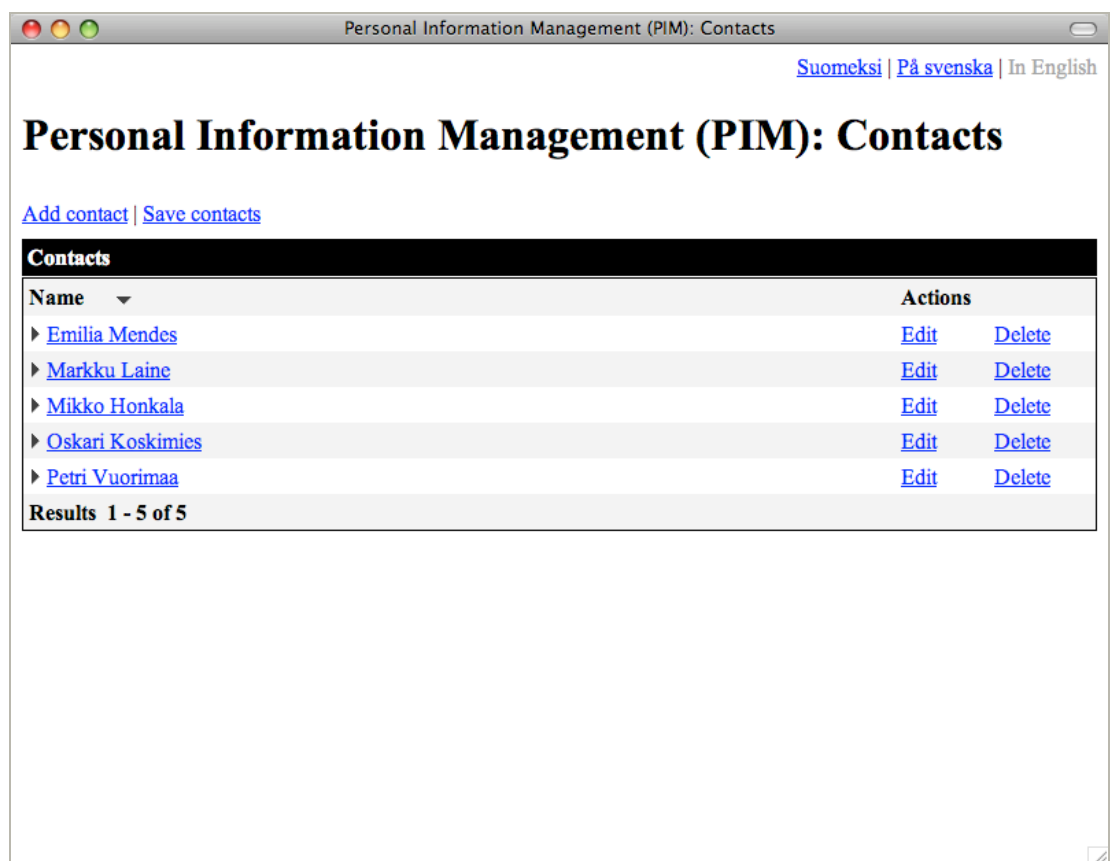 Personal Information Management (PIM): Contacts
Suomeksi | På svenska | In English
Personal Information Management (PIM): Contacts
Add contact | Save contacts
Contacts
Name Actions
Emilia Mendes Edit Delete
Markku Laine Edit Delete
Mikko Honkala Edit Delete
Oskari Koskimies Edit Delete
Petri Vuorimaa Edit Delete
Results 1 - 5 of 5